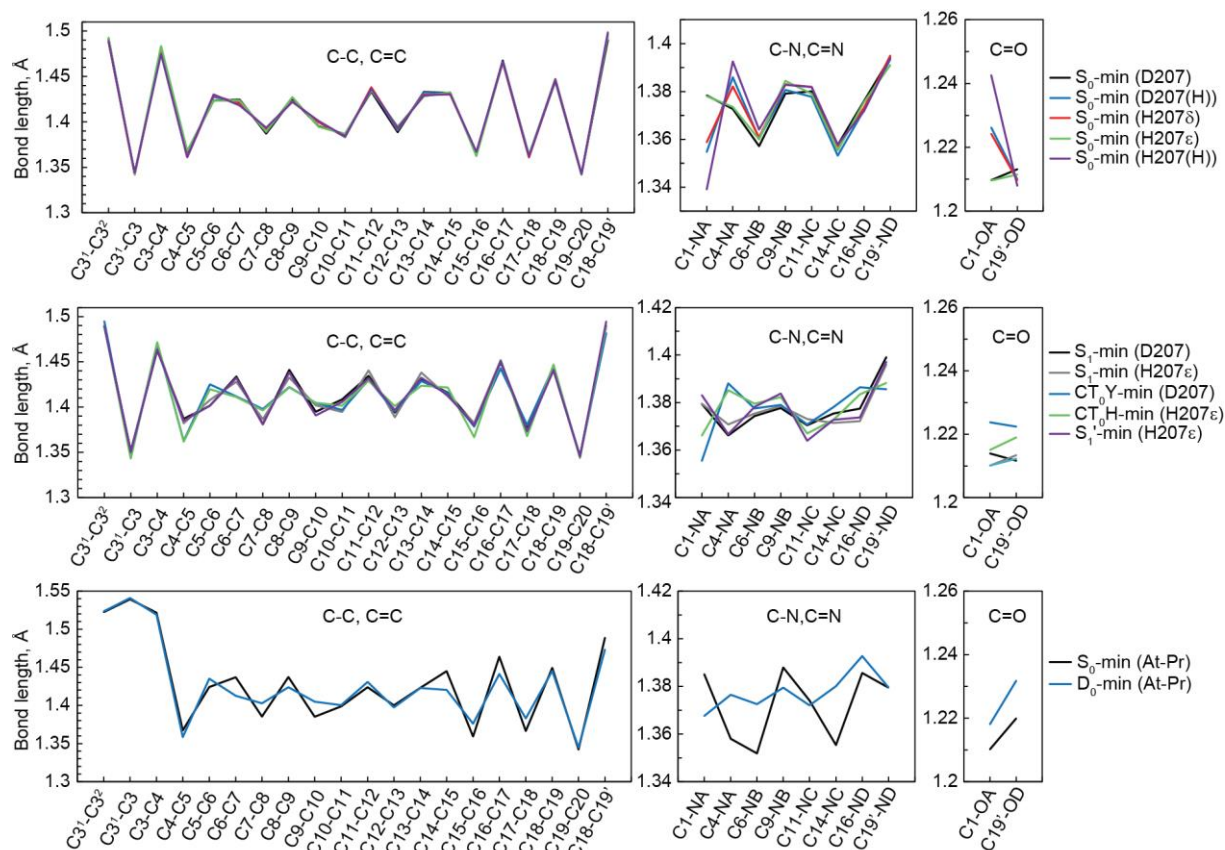 C-C, C=C
C-N,C=N
C=O
Bond length, Å
1.5
1.45
1.4
1.35
1.3
1.4
1.38
1.36
1.34
1.26
1.24
1.22
1.2
S₀-min (D207)
S₀-min (D207(H))
S₀-min (H207δ)
S₀-min (H207ε)
S₀-min (H207(H))
C3¹-C3²
C3¹-C3
C3-C4
C4-C5
C5-C6
C6-C7
C7-C8
C8-C9
C9-C10
C10-C11
C11-C12
C12-C13
C13-C14
C14-C15
C15-C16
C16-C17
C17-C18
C18-C19
C19-C20
C18-C19'
C1-NA
C4-NA
C6-NB
C9-NB
C11-NC
C14-NC
C16-ND
C19'-ND
C1-OA
C19'-OD
C-C, C=C
C-N,C=N
C=O
Bond length, Å
1.5
1.45
1.4
1.35
1.3
1.42
1.4
1.38
1.36
1.34
1.26
1.24
1.22
1.2
S₁-min (D207)
S₁-min (H207ε)
CT₀Y-min (D207)
CT₀H-min (H207ε)
S₁'-min (H207ε)
C3¹-C3²
C3¹-C3
C3-C4
C4-C5
C5-C6
C6-C7
C7-C8
C8-C9
C9-C10
C10-C11
C11-C12
C12-C13
C13-C14
C14-C15
C15-C16
C16-C17
C17-C18
C18-C19
C19-C20
C18-C19'
C1-NA
C4-NA
C6-NB
C9-NB
C11-NC
C14-NC
C16-ND
C19'-ND
C1-OA
C19'-OD
C-C, C=C
C-N,C=N
C=O
Bond length, Å
1.55
1.5
1.45
1.4
1.35
1.3
1.42
1.4
1.38
1.36
1.34
1.26
1.24
1.22
1.2
S₀-min (At-Pr)
D₀-min (At-Pr)
C3¹-C3²
C3¹-C3
C3-C4
C4-C5
C5-C6
C6-C7
C7-C8
C8-C9
C9-C10
C10-C11
C11-C12
C12-C13
C13-C14
C14-C15
C15-C16
C16-C17
C17-C18
C18-C19
C19-C20
C18-C19'
C1-NA
C4-NA
C6-NB
C9-NB
C11-NC
C14-NC
C16-ND
C19'-ND
C1-OA
C19'-OD